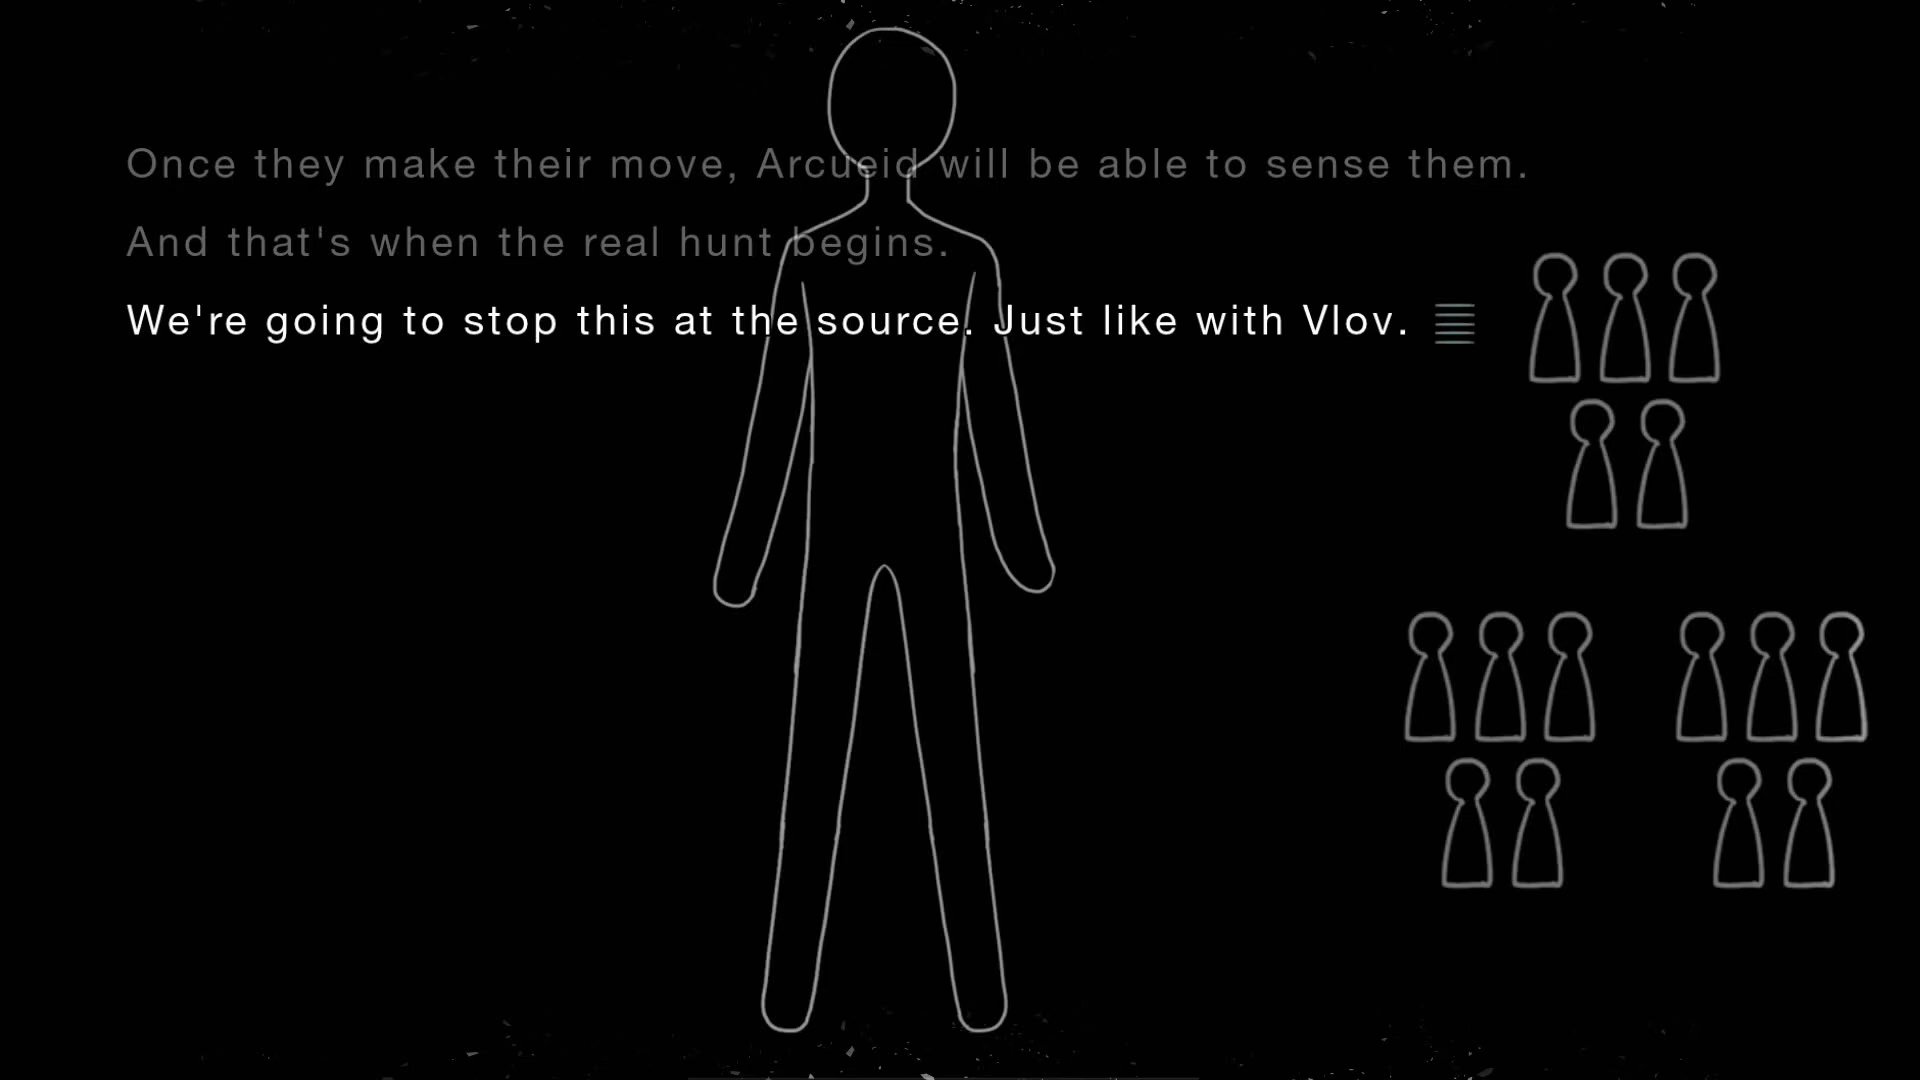 Once they make their move, Arcueid will be able to sense them.
And that's when the real hunt begins.
We're going to stop this at the source. Just like with Vlov.